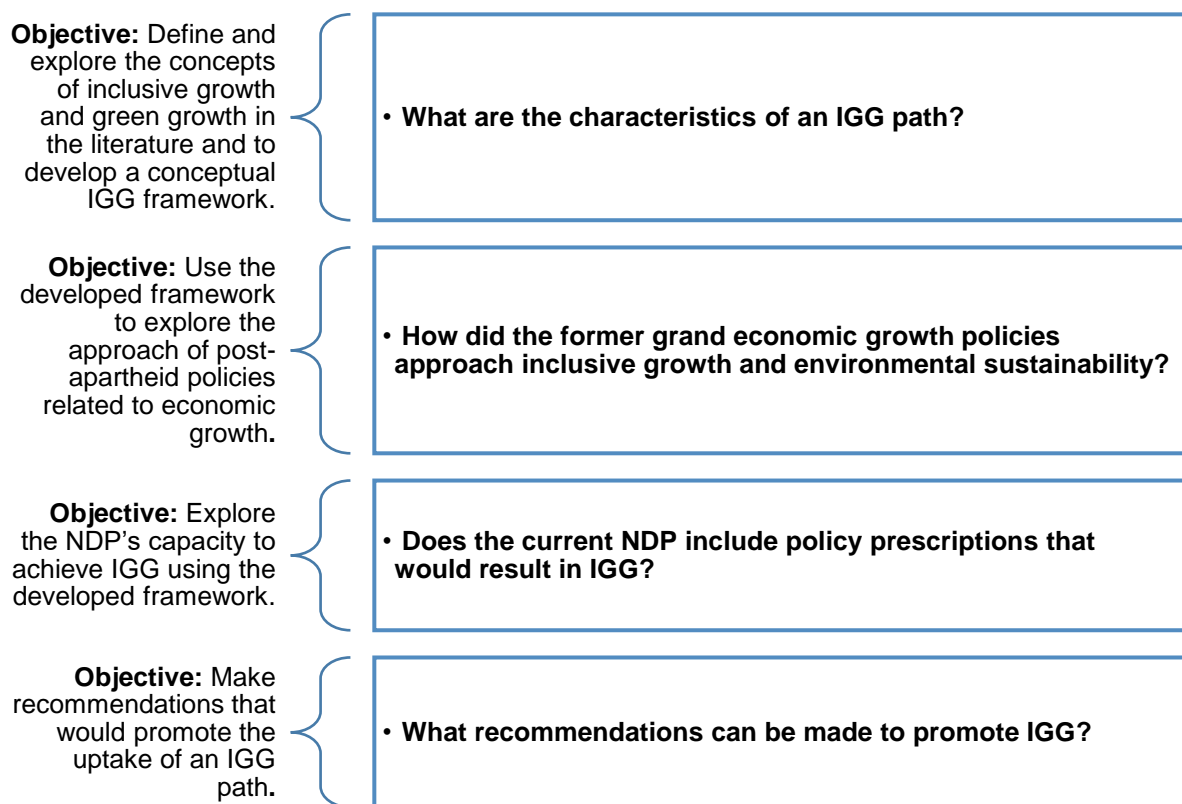 Objective: Define and
explore the concepts
of inclusive growth
and green growth in
the literature and to
develop a conceptual
IGG framework.
• What are the characteristics of an IGG path?
Objective: Use the
developed framework
to explore the
approach of post-
apartheid policies
related to economic
growth.
• How did the former grand economic growth policies
approach inclusive growth and environmental sustainability?
Objective: Explore
the NDP's capacity to
achieve IGG using the
developed framework.
• Does the current NDP include policy prescriptions that
would result in IGG?
Objective: Make
recommendations that
would promote the
uptake of an IGG
path.
• What recommendations can be made to promote IGG?